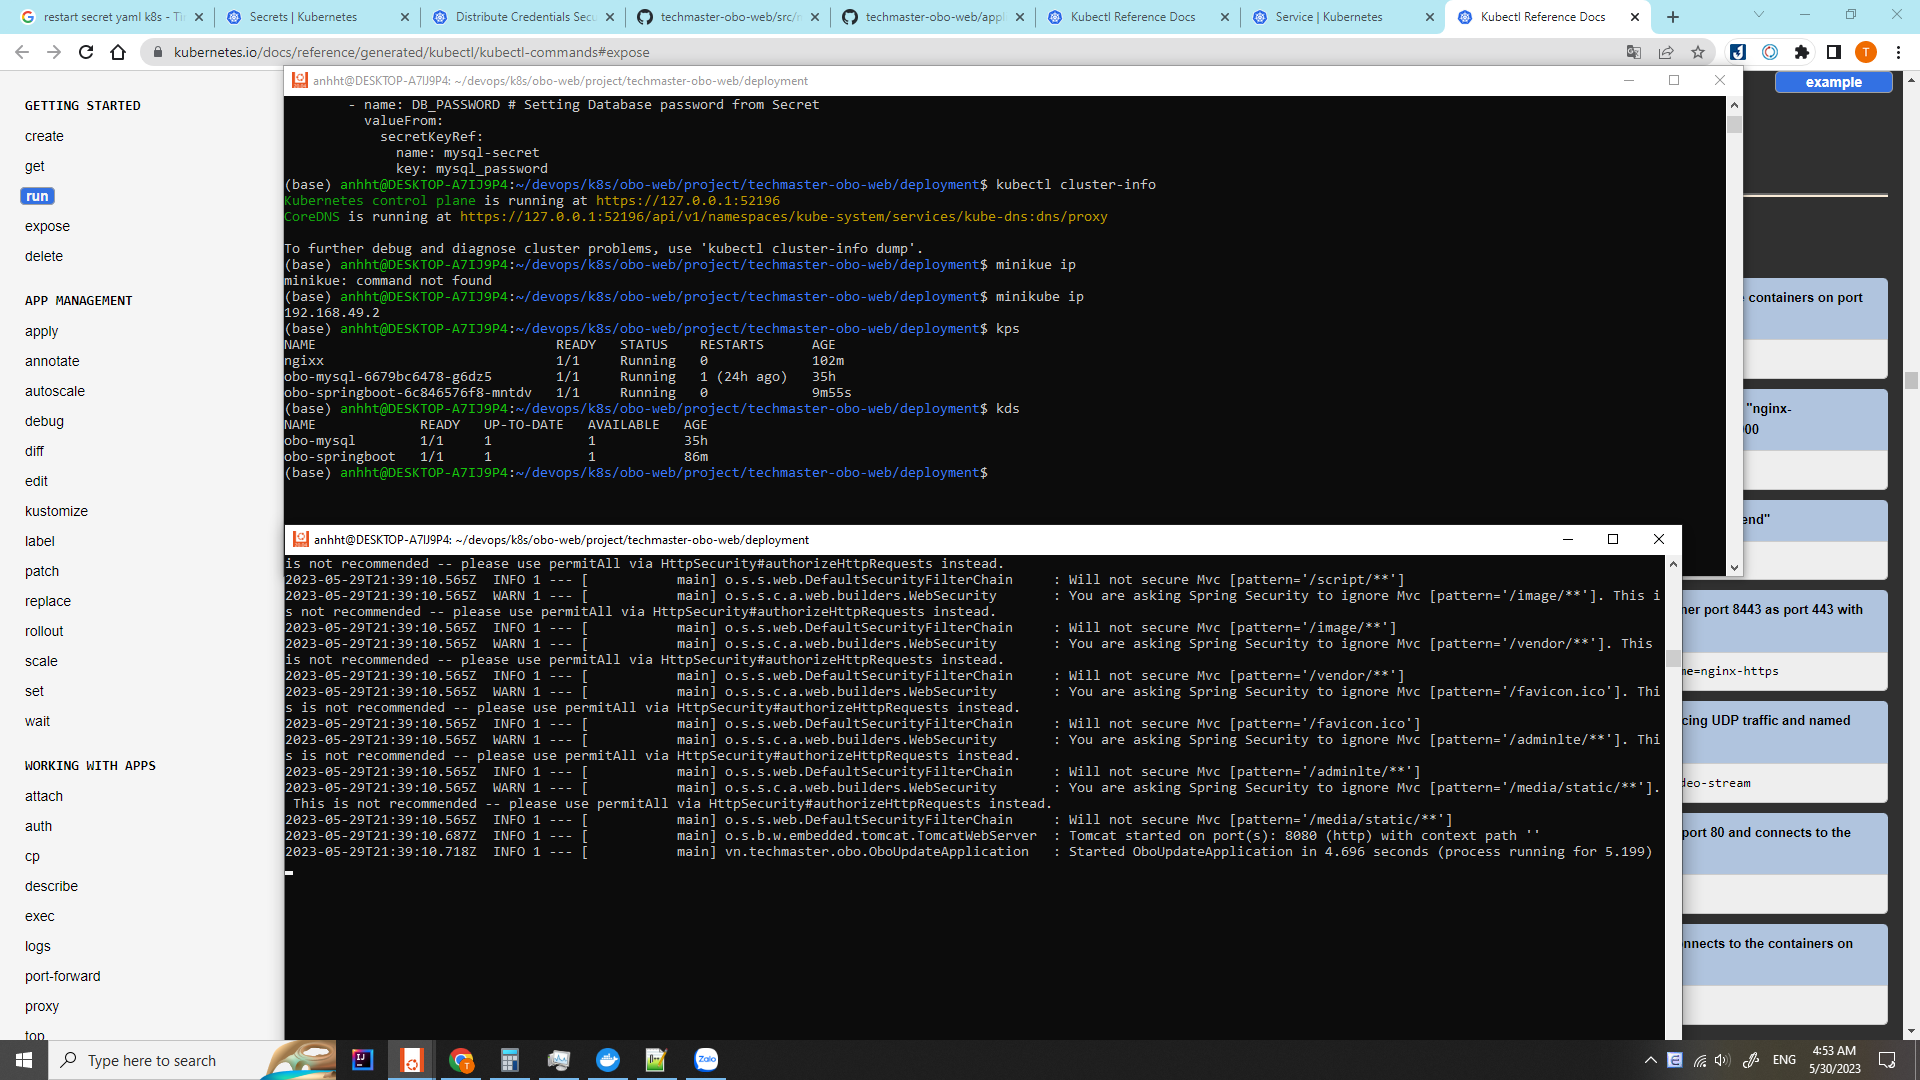 restart secret yaml k8s - Tì
Secrets | Kubernetes
Distribute Credentials Secu
techmaster-obo-web/src/m
techmaster-obo-web/appl
Kubectl Reference Docs
Service | Kubernetes
Kubectl Reference Docs
kubernetes.io/docs/reference/generated/kubectl/kubectl-commands#expose
T
GETTING STARTED
create
get
run
expose
delete
APP MANAGEMENT
apply
annotate
autoscale
debug
diff
edit
kustomize
label
patch
replace
rollout
scale
set
wait
WORKING WITH APPS
attach
auth
cp
describe
exec
logs
port-forward
proxy
top
anhht@DESKTOP-A7IJ9P4: ~/devops/k8s/obo-web/project/techmaster-obo-web/deployment
- name: DB_PASSWORD # Setting Database password from Secret
valueFrom:
secretKeyRef:
name: mysql-secret
key: mysql_password
(base) anhht@DESKTOP-A7IJ9P4:~/devops/k8s/obo-web/project/techmaster-obo-web/deployment$ kubectl cluster-info
Kubernetes control plane is running at https://127.0.0.1:52196
CoreDNS is running at https://127.0.0.1:52196/api/v1/namespaces/kube-system/services/kube-dns:dns/proxy
To further debug and diagnose cluster problems, use 'kubectl cluster-info dump'.
(base) anhht@DESKTOP-A7IJ9P4:~/devops/k8s/obo-web/project/techmaster-obo-web/deployment$ minikue ip
minikue: command not found
(base) anhht@DESKTOP-A7IJ9P4:~/devops/k8s/obo-web/project/techmaster-obo-web/deployment$ minikube ip
192.168.49.2
(base) anhht@DESKTOP-A7IJ9P4:~/devops/k8s/obo-web/project/techmaster-obo-web/deployment$ kps
NAME READY STATUS RESTARTS AGE
ngixx 1/1 Running 0 102m
obo-mysql-6679bc6478-g6dz5 1/1 Running 1 (24h ago) 35h
obo-springboot-6c846576f8-mntdv 1/1 Running 0 9m55s
(base) anhht@DESKTOP-A7IJ9P4:~/devops/k8s/obo-web/project/techmaster-obo-web/deployment$ kds
NAME READY UP-TO-DATE AVAILABLE AGE
obo-mysql 1/1 1 1 35h
obo-springboot 1/1 1 1 86m
(base) anhht@DESKTOP-A7IJ9P4:~/devops/k8s/obo-web/project/techmaster-obo-web/deployment$
anhht@DESKTOP-A7IJ9P4: ~/devops/k8s/obo-web/project/techmaster-obo-web/deployment
is not recommended -- please use permitAll via HttpSecurity#authorizeHttpRequests instead.
2023-05-29T21:39:10.565Z INFO 1 --- [ main] o.s.s.web.DefaultSecurityFilterChain : Will not secure Mvc [pattern='/script/**']
2023-05-29T21:39:10.565Z WARN 1 --- [ main] o.s.s.c.a.web.builders.WebSecurity : You are asking Spring Security to ignore Mvc [pattern='/image/**']. This i
s not recommended -- please use permitAll via HttpSecurity#authorizeHttpRequests instead.
2023-05-29T21:39:10.565Z INFO 1 --- [ main] o.s.s.web.DefaultSecurityFilterChain : Will not secure Mvc [pattern='/image/**']
2023-05-29T21:39:10.565Z WARN 1 --- [ main] o.s.s.c.a.web.builders.WebSecurity : You are asking Spring Security to ignore Mvc [pattern='/vendor/**']. This
is not recommended -- please use permitAll via HttpSecurity#authorizeHttpRequests instead.
2023-05-29T21:39:10.565Z INFO 1 --- [ main] o.s.s.web.DefaultSecurityFilterChain : Will not secure Mvc [pattern='/vendor/**']
2023-05-29T21:39:10.565Z WARN 1 --- [ main] o.s.s.c.a.web.builders.WebSecurity : You are asking Spring Security to ignore Mvc [pattern='/favicon.ico']. Thi
s is not recommended -- please use permitAll via HttpSecurity#authorizeHttpRequests instead.
2023-05-29T21:39:10.565Z INFO 1 --- [ main] o.s.s.web.DefaultSecurityFilterChain : Will not secure Mvc [pattern='/favicon.ico']
2023-05-29T21:39:10.565Z WARN 1 --- [ main] o.s.s.c.a.web.builders.WebSecurity : You are asking Spring Security to ignore Mvc [pattern='/adminlte/**']. Thi
s is not recommended -- please use permitAll via HttpSecurity#authorizeHttpRequests instead.
2023-05-29T21:39:10.565Z INFO 1 --- [ main] o.s.s.web.DefaultSecurityFilterChain : Will not secure Mvc [pattern='/adminlte/**']
2023-05-29T21:39:10.565Z WARN 1 --- [ main] o.s.s.c.a.web.builders.WebSecurity : You are asking Spring Security to ignore Mvc [pattern='/media/static/**'].
This is not recommended -- please use permitAll via HttpSecurity#authorizeHttpRequests instead.
2023-05-29T21:39:10.565Z INFO 1 --- [ main] o.s.s.web.DefaultSecurityFilterChain : Will not secure Mvc [pattern='/media/static/**']
2023-05-29T21:39:10.687Z INFO 1 --- [ main] o.s.b.w.embedded.tomcat.TomcatWebServer : Tomcat started on port(s): 8080 (http) with context path ''
2023-05-29T21:39:10.718Z INFO 1 --- [ main] vn.techmaster.obo.OboUpdateApplication : Started OboUpdateApplication in 4.696 seconds (process running for 5.199)
example
containers on port
"nginx-
00
end"
ner port 8443 as port 443 with
me=nginx-https
cing UDP traffic and named
deo-stream
port 80 and connects to the
nnects to the containers on
Type here to search
Zalo
ENG
4:53 AM
5/30/2023